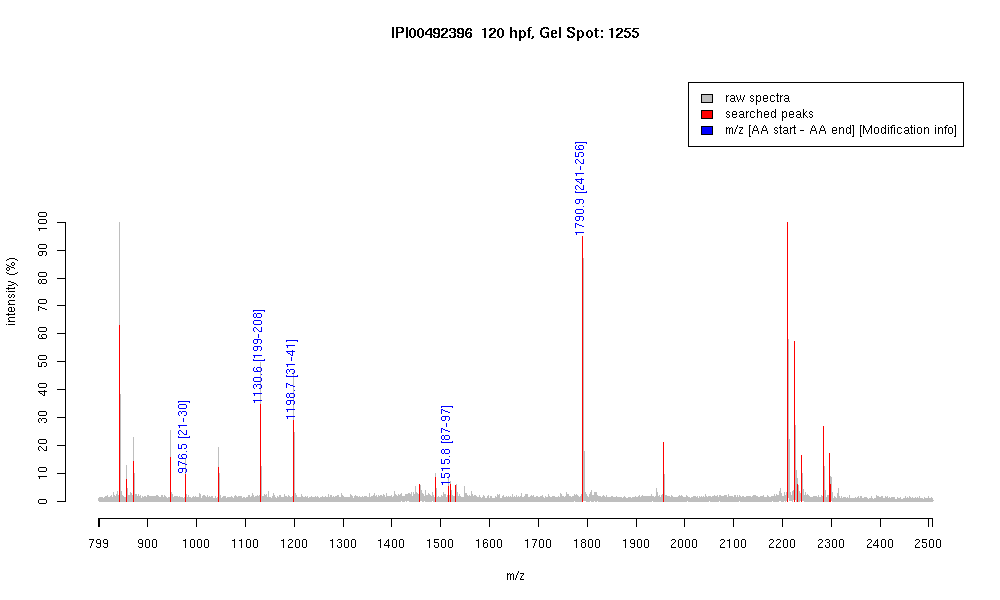 IPI00492396 120 hpf, Gel Spot: 1255
raw spectra
searched peaks
m/z [AA start - AA end] [Modification info]
intensity (%)
100
90
80
70
60
50
40
30
20
10
0
976.5 [21-30]
1130.6 [199-208]
1198.7 [31-41]
1515.8 [87-97]
1790.9 [241-256]
799 900 1000 1100 1200 1300 1400 1500 1600 1700 1800 1900 2000 2100 2200 2300 2400 2500
m/z